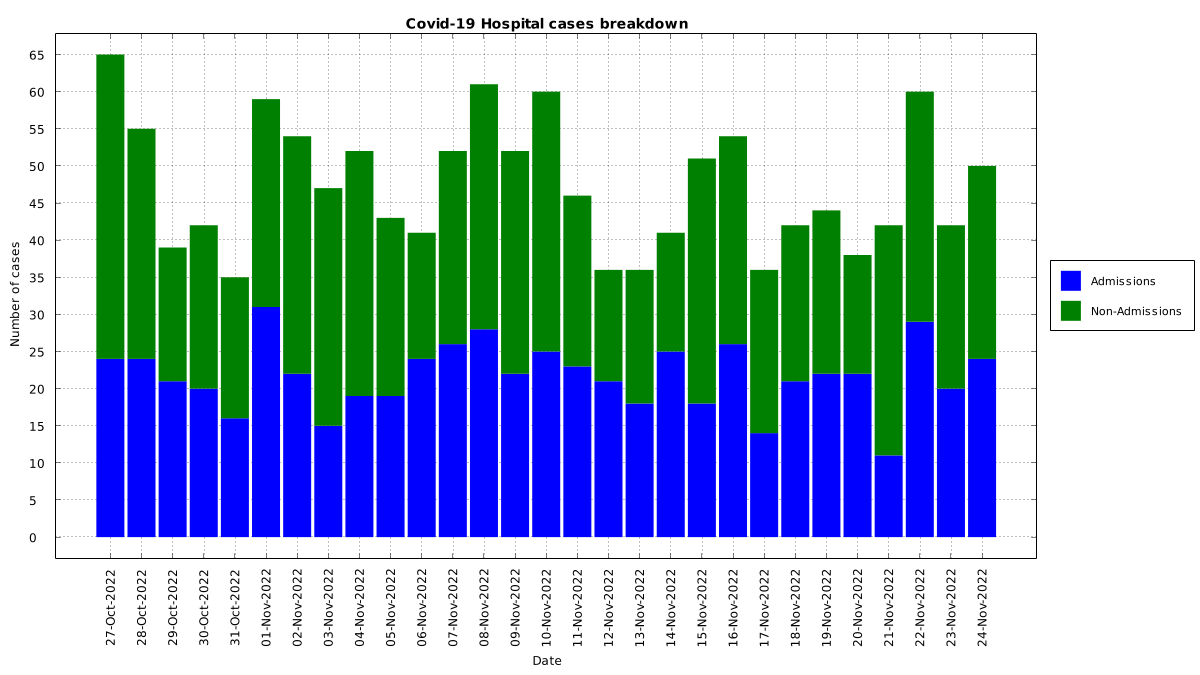 Covid-19 Hospital cases breakdown
65
60
55
50
45
40
35
30
25
20
15
10
5
0
Number of cases
27-Oct-2022
28-Oct-2022
29-Oct-2022
30-Oct-2022
31-Oct-2022
01-Nov-2022
02-Nov-2022
03-Nov-2022
04-Nov-2022
05-Nov-2022
06-Nov-2022
07-Nov-2022
08-Nov-2022
09-Nov-2022
10-Nov-2022
11-Nov-2022
12-Nov-2022
13-Nov-2022
14-Nov-2022
15-Nov-2022
16-Nov-2022
17-Nov-2022
18-Nov-2022
19-Nov-2022
20-Nov-2022
21-Nov-2022
22-Nov-2022
23-Nov-2022
24-Nov-2022
Date
Admissions
Non-Admissions